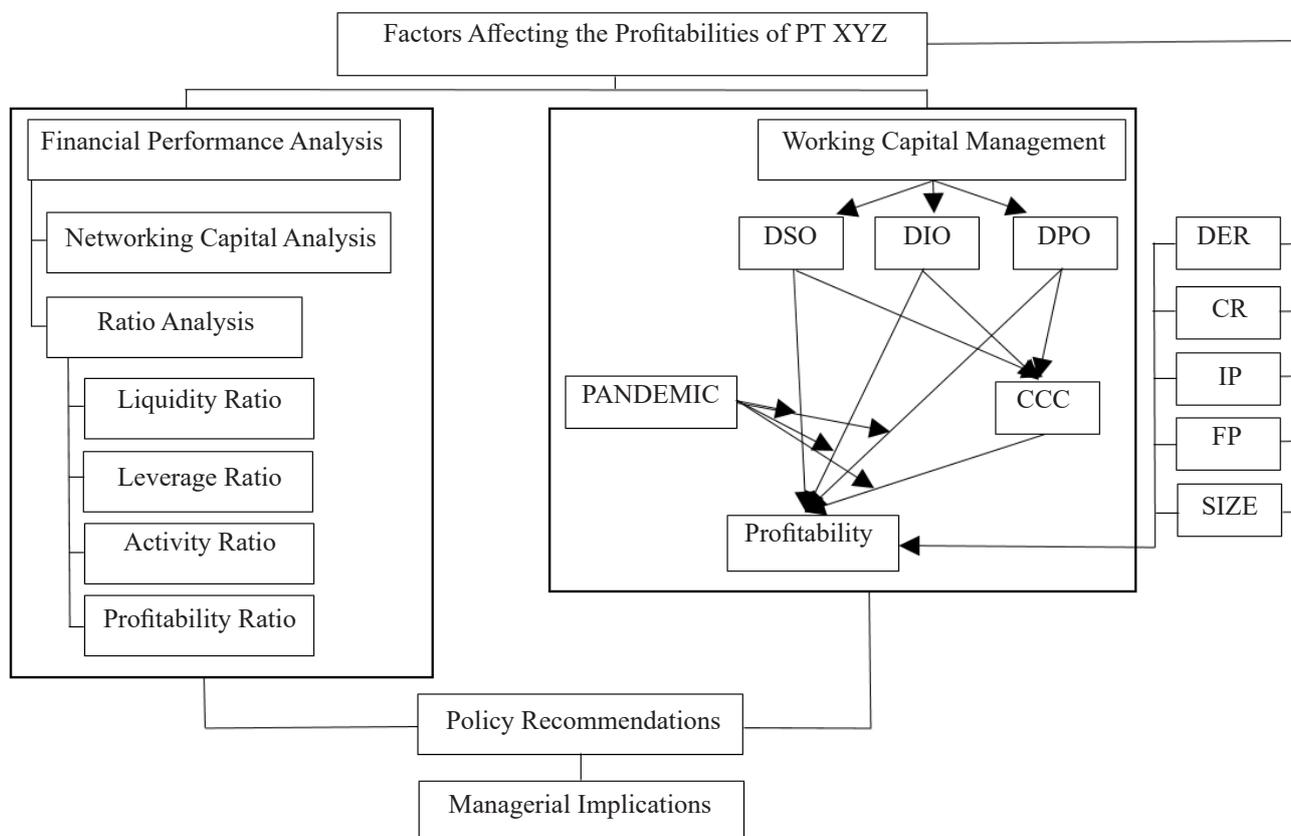 Factors Affecting the Profitabilities of PT XYZ
Financial Performance Analysis
Networking Capital Analysis
Ratio Analysis
Liquidity Ratio
Leverage Ratio
Activity Ratio
Profitability Ratio
Working Capital Management
DSO
DIO
DPO
PANDEMIC
CCC
Profitability
DER
CR
IP
FP
SIZE
Policy Recommendations
Managerial Implications